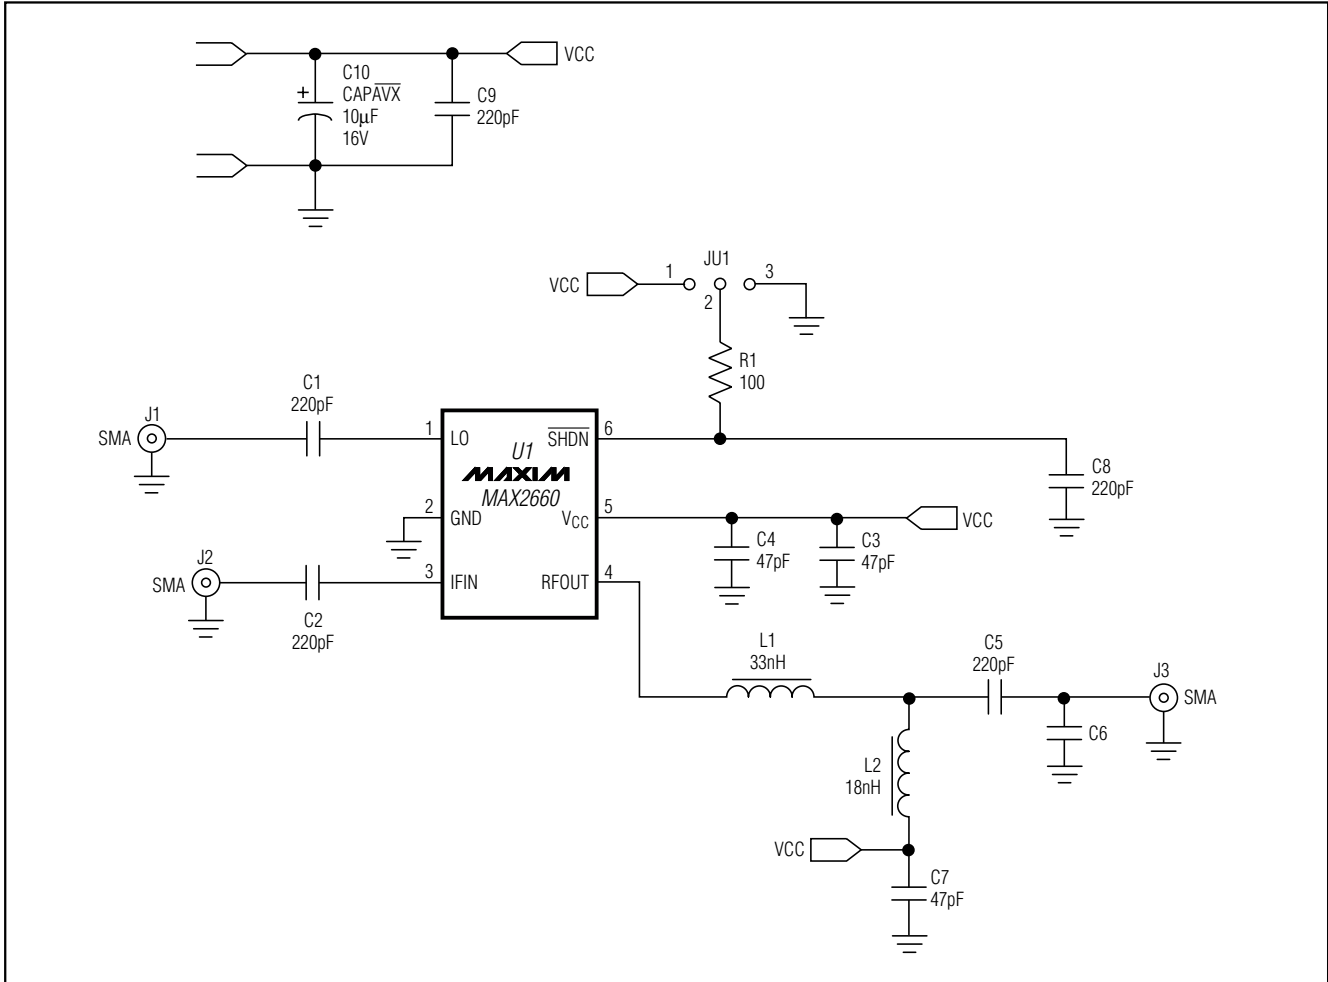 VCC
+
C10
CAPAVX
10µF
16V
C9
220pF
JU1
VCC
1
2
3
R1
100
C1
220pF
J1
SMA
1
LO
SHDN
6
U1
MAXIM
MAX2660
C8
220pF
2
GND
VCC
5
VCC
C4
47pF
C3
47pF
J2
SMA
3
IFIN
RFOUT
4
C2
220pF
L1
33nH
C5
220pF
J3
SMA
C6
L2
18nH
VCC
C7
47pF